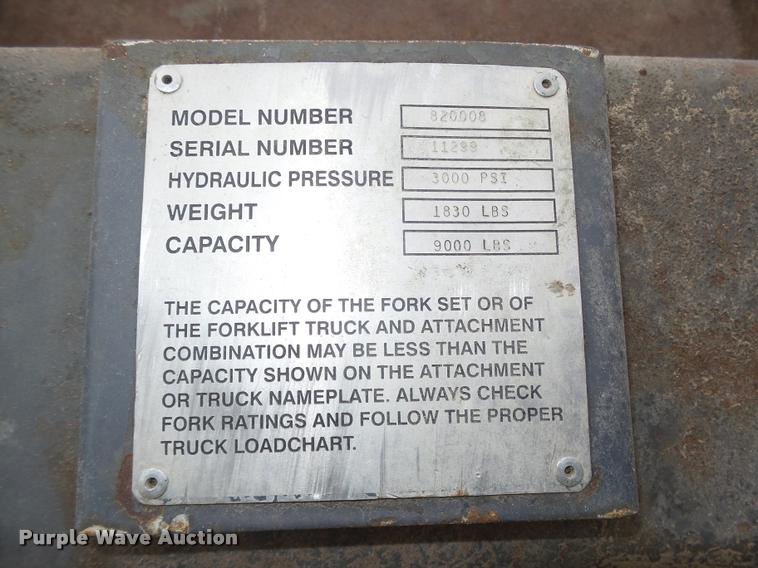 MODEL NUMBER 820008
SERIAL NUMBER 11299
HYDRAULIC PRESSURE 3000 PSI
WEIGHT 1830 LBS
CAPACITY 9000 LBS
THE CAPACITY OF THE FORK SET OR OF
THE FORKLIFT TRUCK AND ATTACHMENT
COMBINATION MAY BE LESS THAN THE
CAPACITY SHOWN ON THE ATTACHMENT
OR TRUCK NAMEPLATE. ALWAYS CHECK
FORK RATINGS AND FOLLOW THE PROPER
TRUCK LOADCHART.
Purple Wave Auction